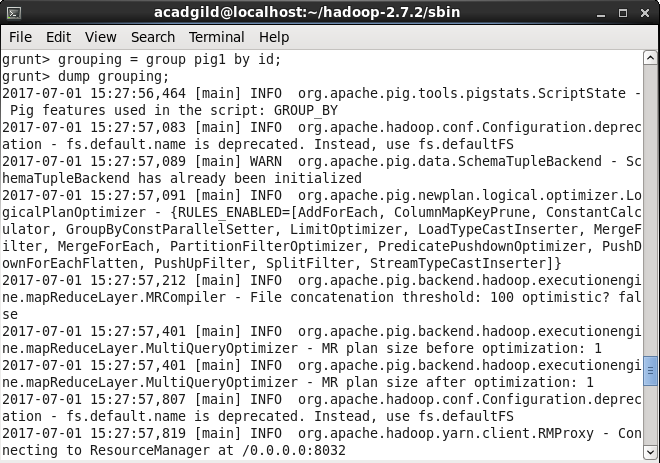 acadgild@localhost:~/hadoop-2.7.2/sbin
File Edit View Search Terminal Help
grunt> grouping = group pig1 by id;
grunt> dump grouping;
2017-07-01 15:27:56,464 [main] INFO  org.apache.pig.tools.pigstats.ScriptState -
 Pig features used in the script: GROUP_BY
2017-07-01 15:27:57,083 [main] INFO  org.apache.hadoop.conf.Configuration.deprec
ation - fs.default.name is deprecated. Instead, use fs.defaultFS
2017-07-01 15:27:57,089 [main] WARN  org.apache.pig.data.SchemaTupleBackend - Sc
hemaTupleBackend has already been initialized
2017-07-01 15:27:57,091 [main] INFO  org.apache.pig.newplan.logical.optimizer.Lo
gicalPlanOptimizer - {RULES_ENABLED=[AddForEach, ColumnMapKeyPrune, ConstantCalc
ulator, GroupByConstParallelSetter, LimitOptimizer, LoadTypeCastInserter, MergeF
ilter, MergeForEach, PartitionFilterOptimizer, PredicatePushdownOptimizer, PushD
ownForEachFlatten, PushUpFilter, SplitFilter, StreamTypeCastInserter]}
2017-07-01 15:27:57,212 [main] INFO  org.apache.pig.backend.hadoop.executionengi
ne.mapReduceLayer.MRCompiler - File concatenation threshold: 100 optimistic? fal
se
2017-07-01 15:27:57,401 [main] INFO  org.apache.pig.backend.hadoop.executionengi
ne.mapReduceLayer.MultiQueryOptimizer - MR plan size before optimization: 1
2017-07-01 15:27:57,401 [main] INFO  org.apache.pig.backend.hadoop.executionengi
ne.mapReduceLayer.MultiQueryOptimizer - MR plan size after optimization: 1
2017-07-01 15:27:57,807 [main] INFO  org.apache.hadoop.conf.Configuration.deprec
ation - fs.default.name is deprecated. Instead, use fs.defaultFS
2017-07-01 15:27:57,819 [main] INFO  org.apache.hadoop.yarn.client.RMProxy - Con
necting to ResourceManager at /0.0.0.0:8032